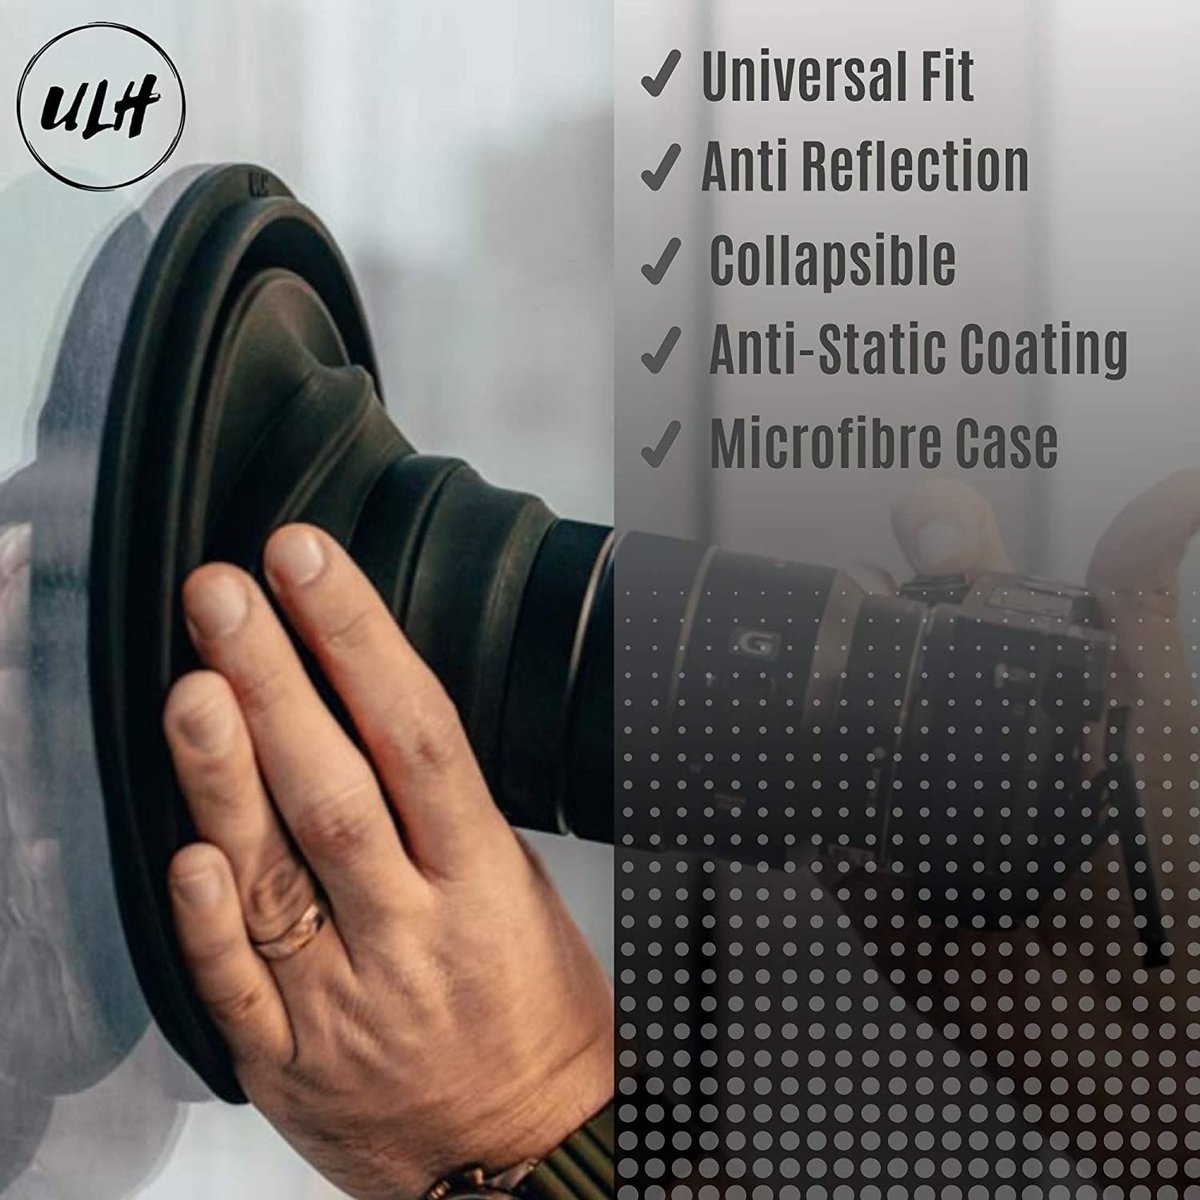 ULH
Universal Fit
Anti Reflection
Collapsible
Anti-Static Coating
Microfibre Case
G